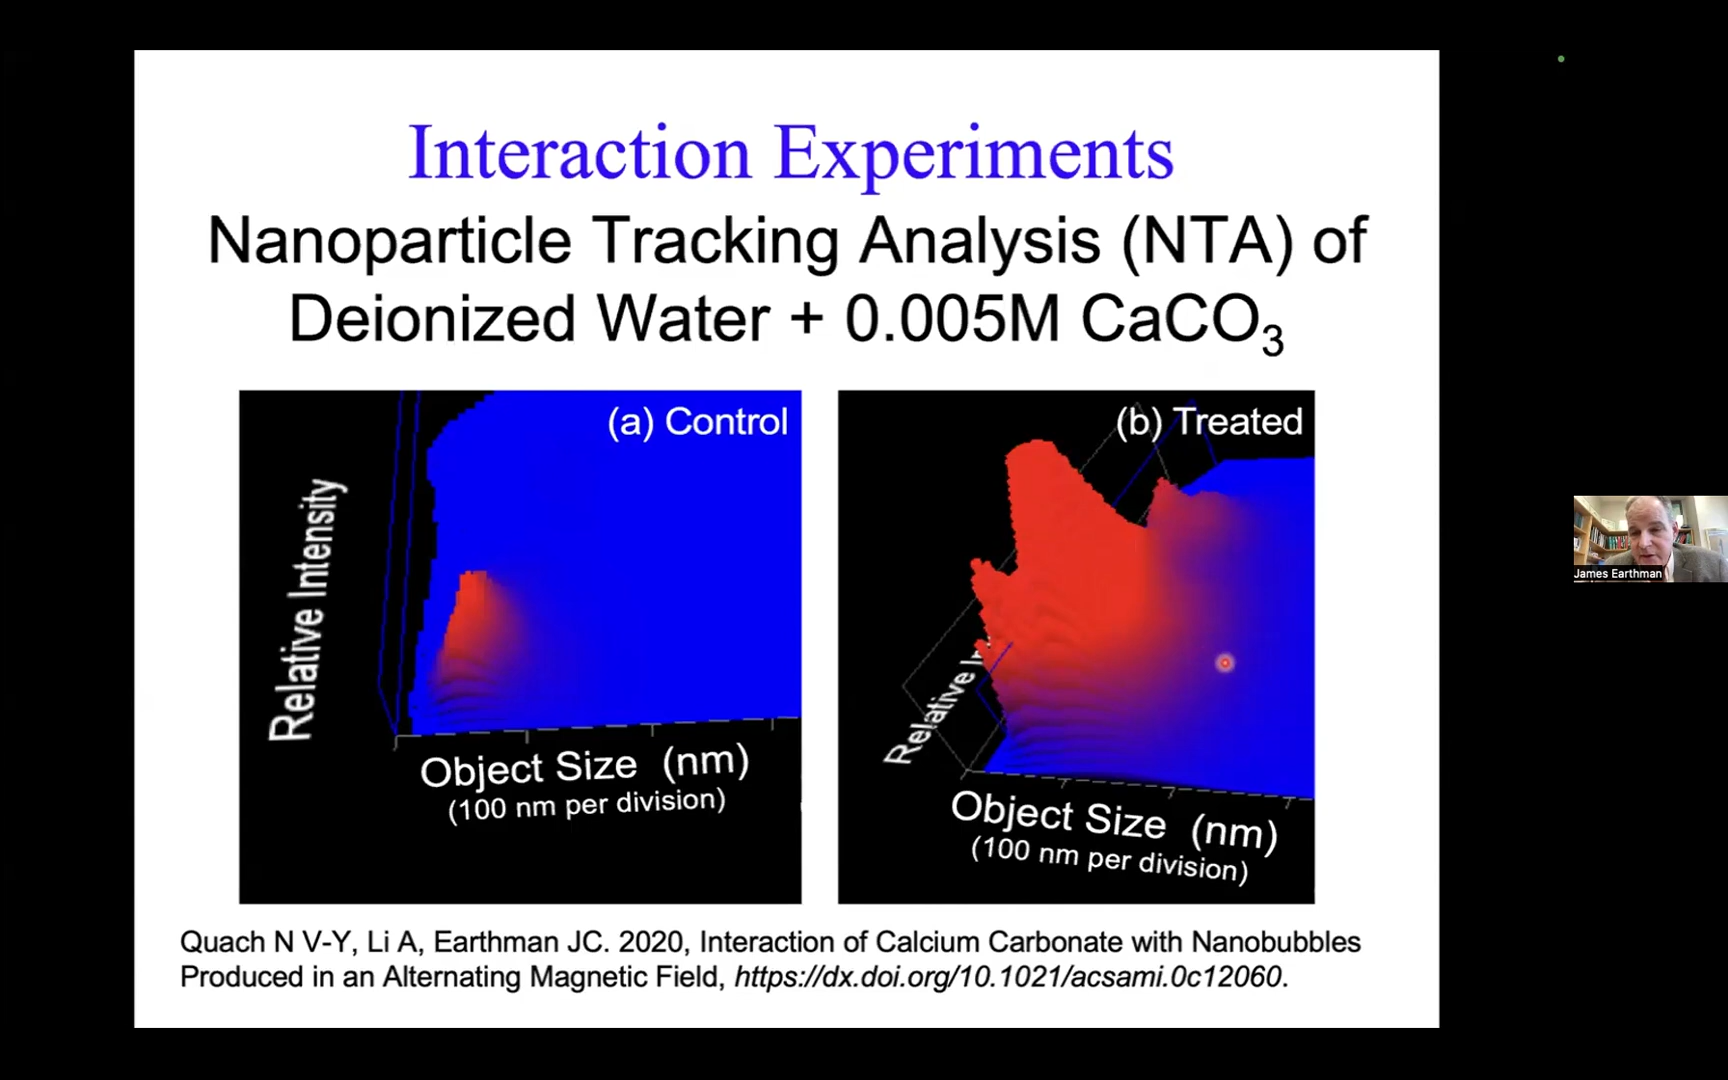 Interaction Experiments
Nanoparticle Tracking Analysis (NTA) of
Deionized Water + 0.005M CaCO₃
(a) Control
Relative Intensity
Object Size (nm)
(100 nm per division)
(b) Treated
Relative
Object Size (nm)
(100 nm per division)
Quach N V-Y, Li A, Earthman JC. 2020, Interaction of Calcium Carbonate with Nanobubbles
Produced in an Alternating Magnetic Field, https://dx.doi.org/10.1021/acsami.0c12060.
James Earthman